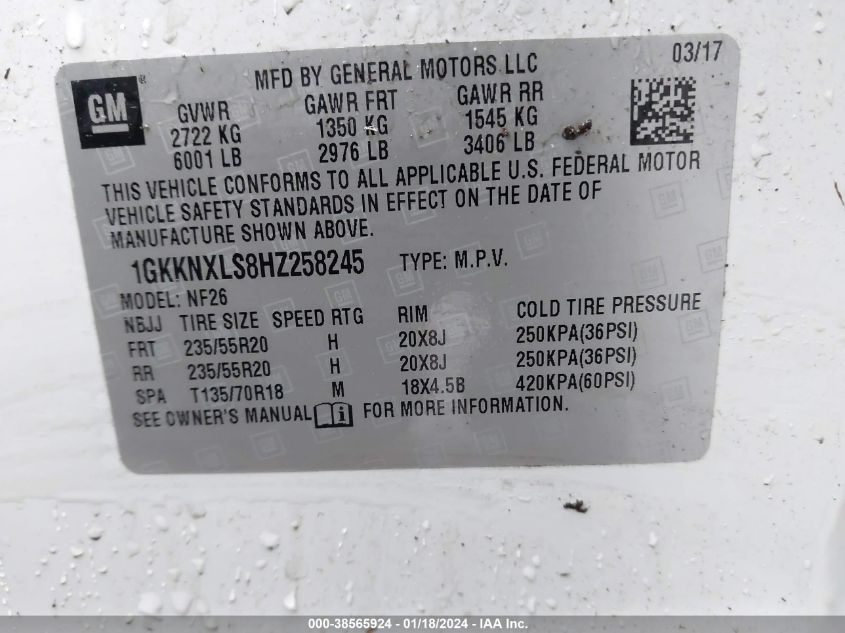 GM
®
MFD BY GENERAL MOTORS LLC
03/17
GVWR GAWR FRT GAWR RR
2722 KG 1350 KG 1545 KG
6001 LB 2976 LB 3406 LB
THIS VEHICLE CONFORMS TO ALL APPLICABLE U.S. FEDERAL MOTOR
VEHICLE SAFETY STANDARDS IN EFFECT ON THE DATE OF
MANUFACTURE SHOWN ABOVE.
1GKKNXLS8HZ258245 TYPE: M.P.V.
MODEL: NF26
NBJJ TIRE SIZE SPEED RTG RIM COLD TIRE PRESSURE
FRT 235/55R20 H 20X8J 250KPA(36PSI)
RR 235/55R20 H 20X8J 250KPA(36PSI)
SPA T135/70R18 M 18X4.5B 420KPA(60PSI)
SEE OWNER'S MANUAL i FOR MORE INFORMATION.
000-38565924 - 01/18/2024 - IAA Inc.